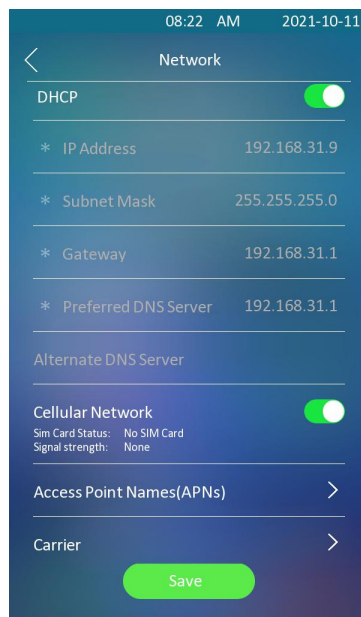 08:22 AM 2021-10-11
Network
DHCP
* IP Address 192.168.31.9
* Subnet Mask 255.255.255.0
* Gateway 192.168.31.1
* Preferred DNS Server 192.168.31.1
Alternate DNS Server
Cellular Network
Sim Card Status: No SIM Card
Signal strength: None
Access Point Names(APNs)
Carrier
Save